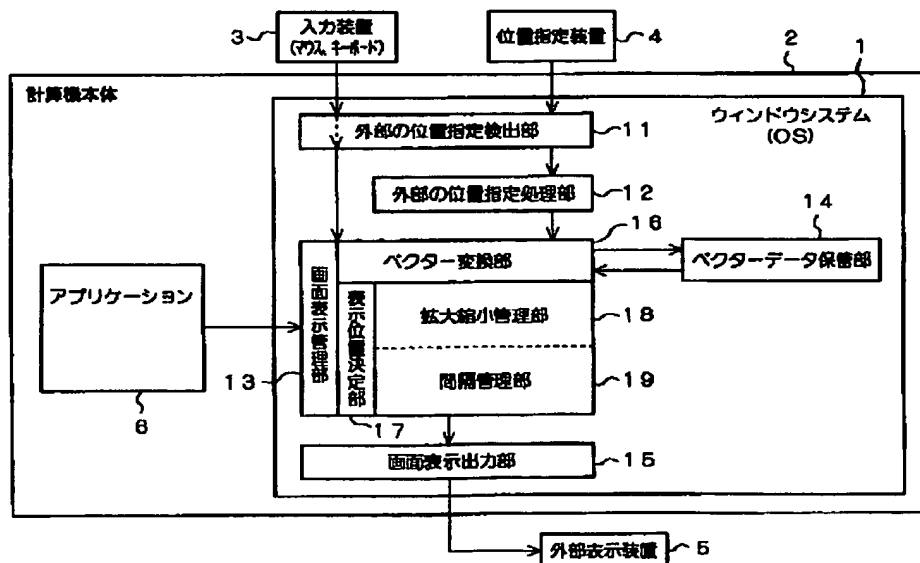 3
入力装置
(マウス、キーボード)
位置指定装置
4
2
1
計算機本体
ウィンドウシステム
(OS)
外部の位置指定検出部
11
外部の位置指定処理部
12
16
14
ベクター変換部
ベクターデータ保管部
画面表示管理部
表示位置決定部
アプリケーション
拡大縮小管理部
18
13
間隔管理部
19
6
17
画面表示出力部
15
外部表示装置
5